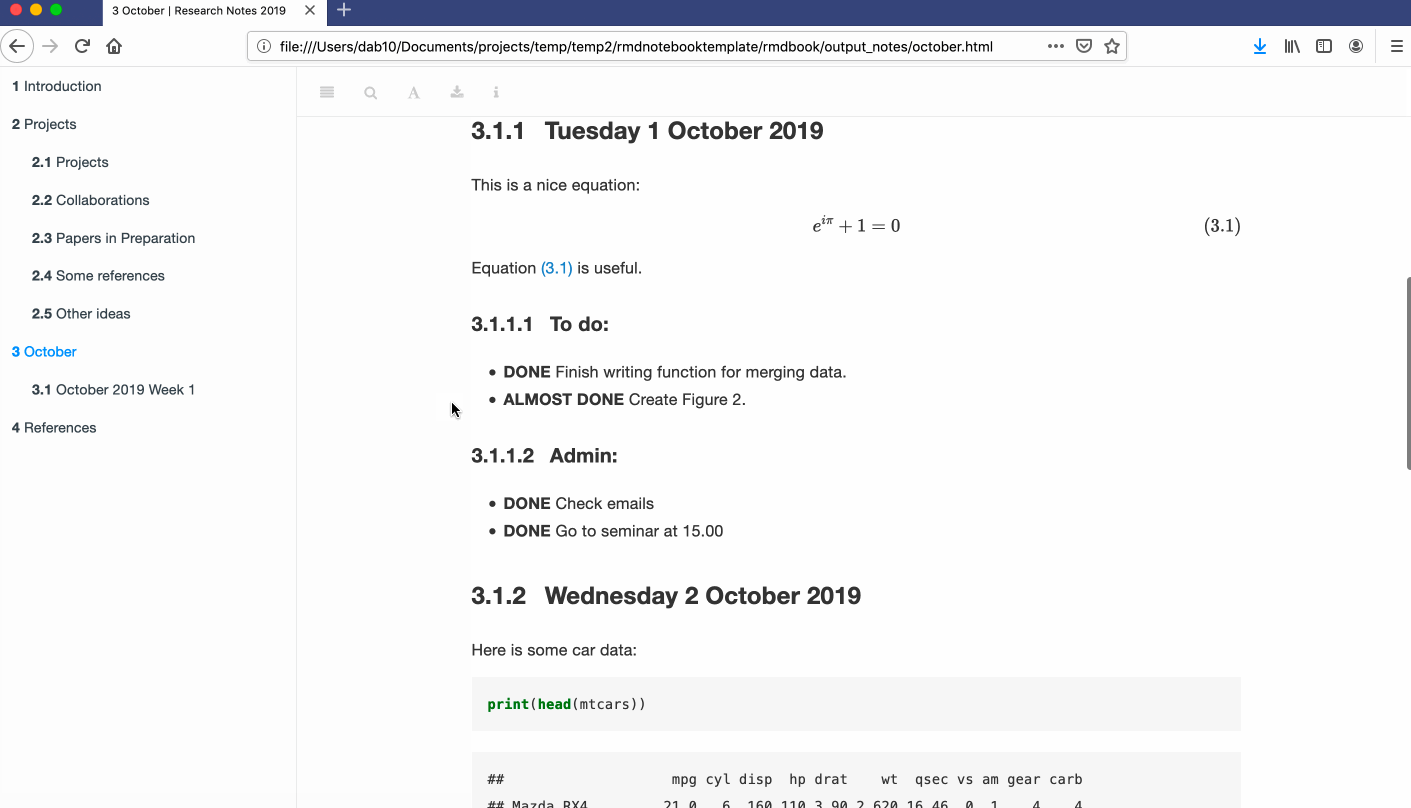 3 October | Research Notes 2019
file:///Users/dab10/Documents/projects/temp/temp2/rmdnotebooktemplate/rmdbook/output_notes/october.html
1 Introduction
2 Projects
2.1 Projects
2.2 Collaborations
2.3 Papers in Preparation
2.4 Some references
2.5 Other ideas
3 October
3.1 October 2019 Week 1
4 References
A
i
3.1.1 Tuesday 1 October 2019
This is a nice equation:
e^{iπ} + 1 = 0 (3.1)
Equation (3.1) is useful.
3.1.1.1 To do:
• DONE Finish writing function for merging data.
• ALMOST DONE Create Figure 2.
3.1.1.2 Admin:
• DONE Check emails
• DONE Go to seminar at 15.00
3.1.2 Wednesday 2 October 2019
Here is some car data:
print(head(mtcars))
## mpg cyl disp hp drat wt qsec vs am gear carb
## Mazda RX4 21.0 6 160 110 3.90 2.620 16.46 0 1 4 4